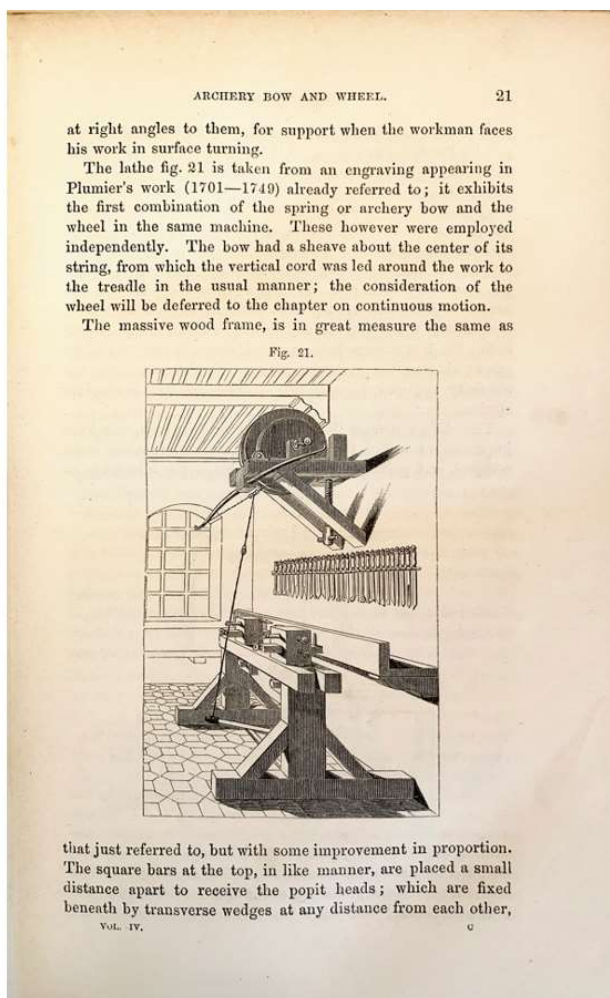 ARCHERY BOW AND WHEEL. 21
at right angles to them, for support when the workman faces
his work in surface turning.
The lathe fig. 21 is taken from an engraving appearing in
Plumier's work (1701—1749) already referred to; it exhibits
the first combination of the spring or archery bow and the
wheel in the same machine. These however were employed
independently. The bow had a sheave about the center of its
string, from which the vertical cord was led around the work to
the treadle in the usual manner; the consideration of the
wheel will be deferred to the chapter on continuous motion.
The massive wood frame, is in great measure the same as
Fig. 21.
that just referred to, but with some improvement in proportion.
The square bars at the top, in like manner, are placed a small
distance apart to receive the popit heads; which are fixed
beneath by transverse wedges at any distance from each other,
VOL. IV. C